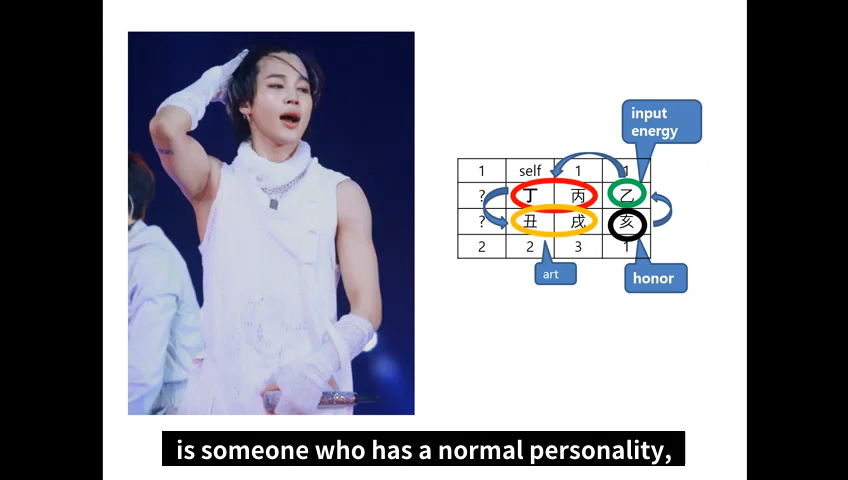 input
energy
1 self 1 1
? 丁 丙 乙
? 丑 戌 亥
2 2 3 1
art
honor
is someone who has a normal personality,